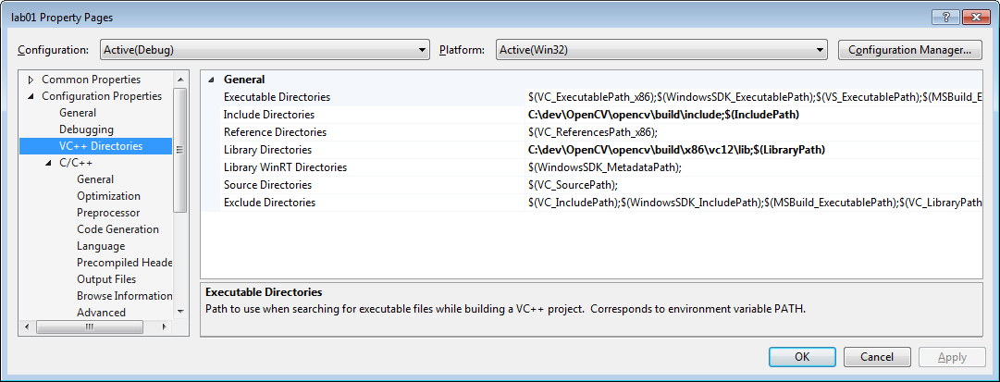 lab01 Property Pages
Configuration: Active(Debug) Platform: Active(Win32) Configuration Manager...
Common Properties
Configuration Properties
General
Debugging
VC++ Directories
C/C++
General
Optimization
Preprocessor
Code Generation
Language
Precompiled Heade
Output Files
Browse Information
Advanced
General
Executable Directories $(VC_ExecutablePath_x86);$(WindowsSDK_ExecutablePath);$(VS_ExecutablePath);$(MSBuild_E
Include Directories C:\dev\OpenCV\opencv\build\include;$(IncludePath)
Reference Directories $(VC_ReferencesPath_x86);
Library Directories C:\dev\OpenCV\opencv\build\x86\vc12\lib;$(LibraryPath)
Library WinRT Directories $(WindowsSDK_MetadataPath);
Source Directories $(VC_SourcePath);
Exclude Directories $(VC_IncludePath);$(WindowsSDK_IncludePath);$(MSBuild_ExecutablePath);$(VC_LibraryPath
Executable Directories
Path to use when searching for executable files while building a VC++ project. Corresponds to environment variable PATH.
OK Cancel Apply